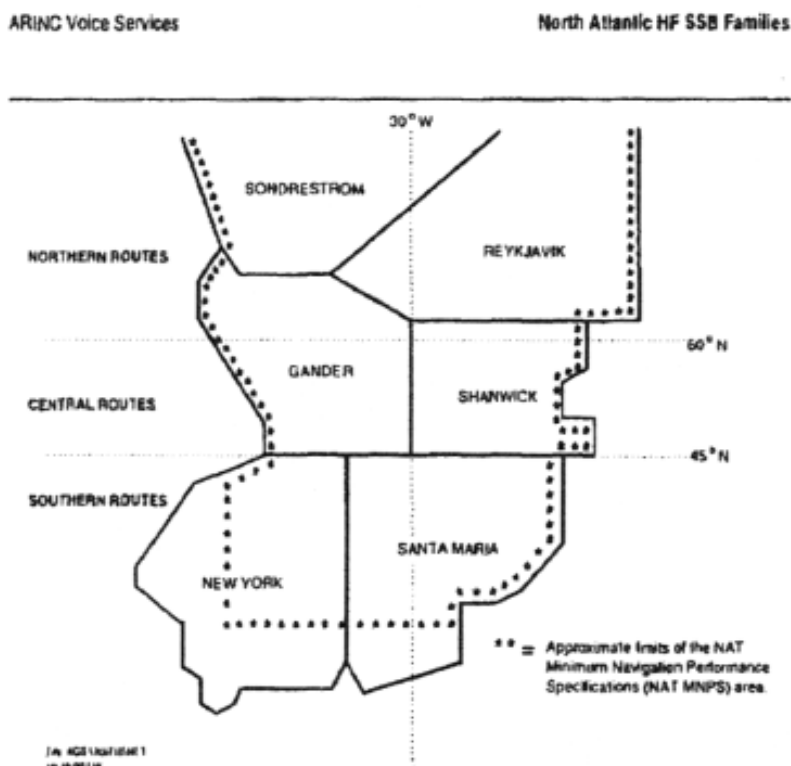 ARINC Voice Services
North Atlantic HF SSB Families
30°W
SONDRESTROM
NORTHERN ROUTES
REYKJAVIK
60°N
GANDER
CENTRAL ROUTES
SHANWICK
45°N
SOUTHERN ROUTES
SANTA MARIA
NEW YORK
** = Approximate limits of the NAT
Minimum Navigation Performance
Specifications (NAT MNPS) area.